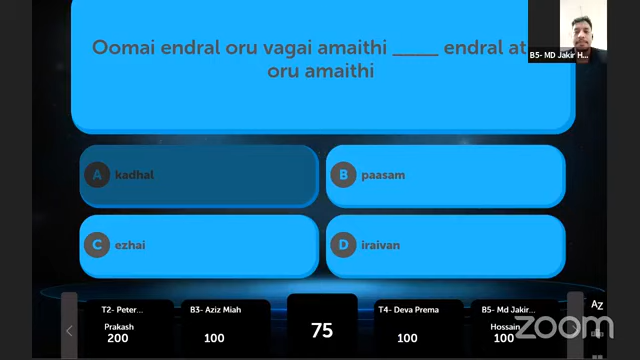 Oomai endral oru vagai amaithi _____ endral at
oru amaithi
B5- MD Jakir H...
A kadhal
B paasam
C ezhai
D iraivan
T2- Peter...
Prakash
200
B3- Aziz Miah
100
75
T4- Deva Prema
100
B5- Md Jakir...
Hossain
100
AZ
zoom